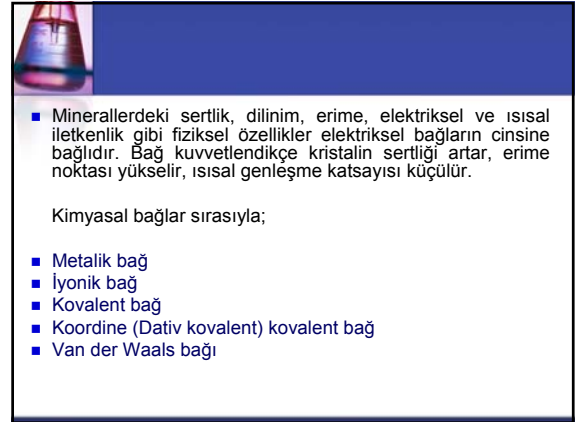 Minerallerdeki sertlik, dilinim, erime, elektriksel ve ısısal
iletkenlik gibi fiziksel özellikler elektriksel bağların cinsine
bağlıdır. Bağ kuvvetlendikçe kristalin sertliği artar, erime
noktası yükselir, ısısal genleşme katsayısı küçülür.
Kimyasal bağlar sırasıyla;
Metalik bağ
İyonik bağ
Kovalent bağ
Koordine (Dativ kovalent) kovalent bağ
Van der Waals bağı